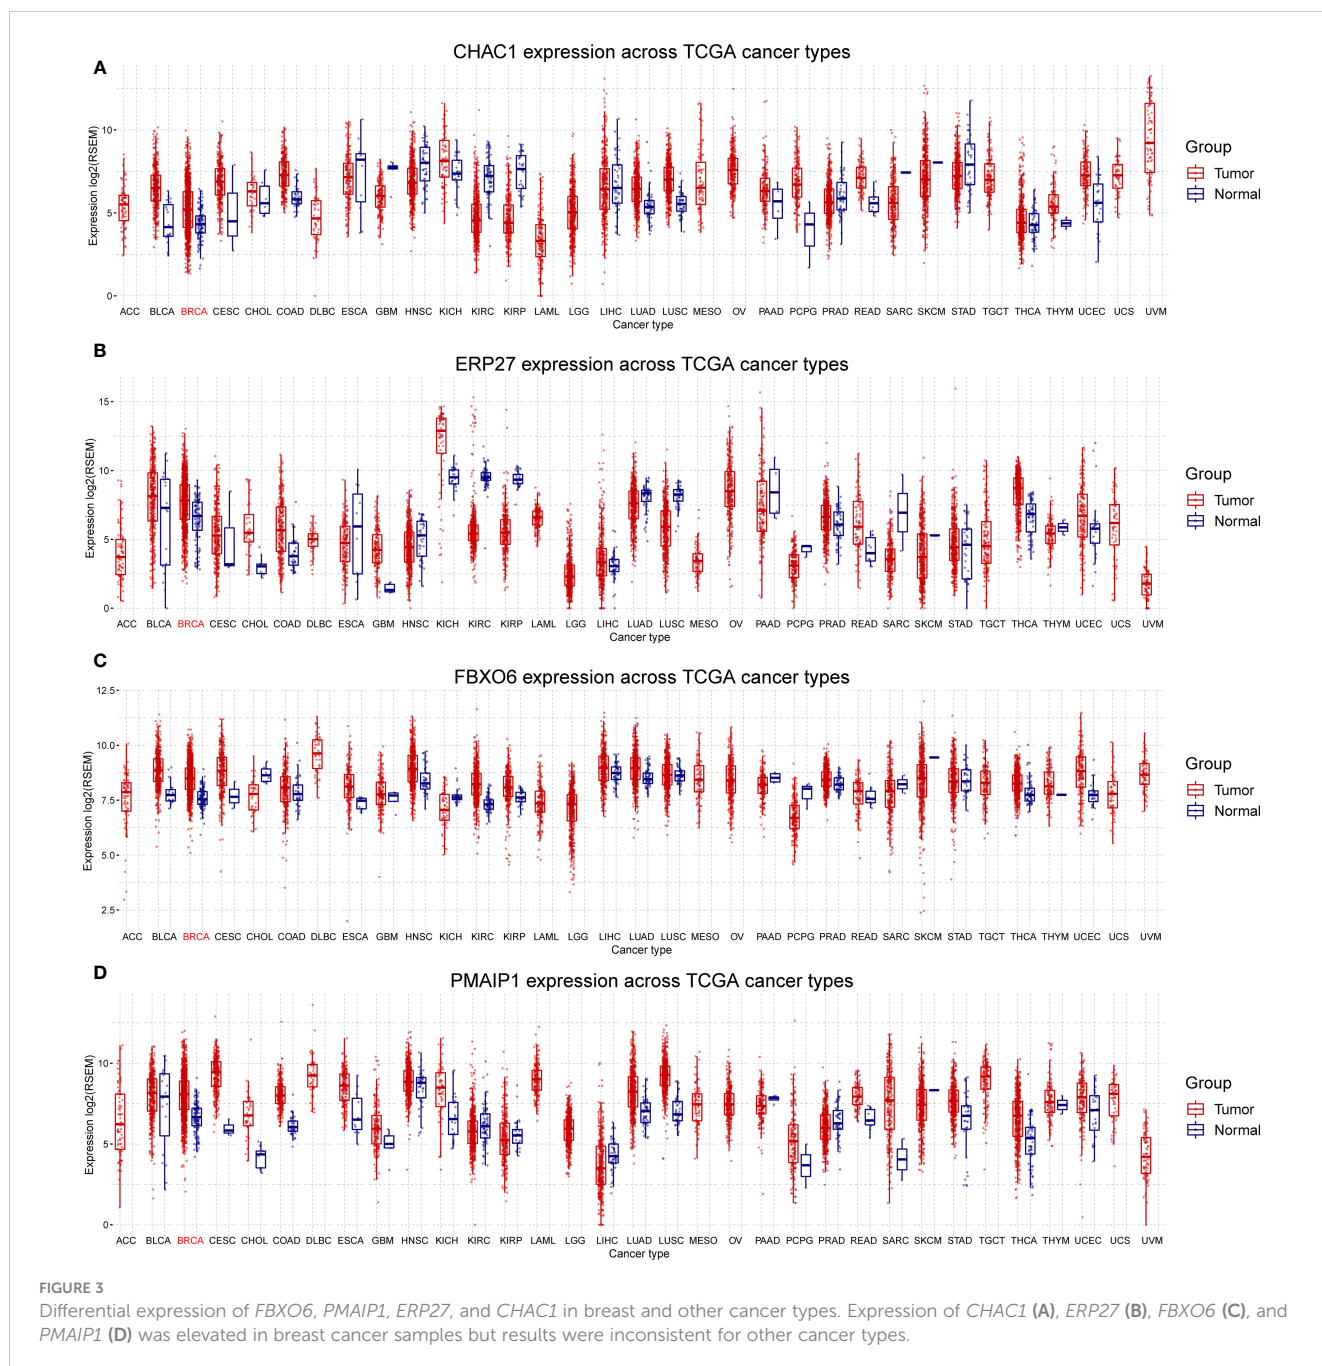 CHAC1 expression across TCGA cancer types
A
Expression log2(RSEM)
10
5
0
ACC BLCA BRCA CESC CHOL COAD DLBC ESCA GBM HNSC KICH KIRC KIRP LAML LGG LIHC LUAD LUSC MESO OV PAAD PCPG PRAD READ SARC SKCM STAD TGCT THCA THYM UCEC UCS UVM
Cancer type
Group
Tumor
Normal
B
ERP27 expression across TCGA cancer types
Expression log2(RSEM)
15
10
5
0
ACC BLCA BRCA CESC CHOL COAD DLBC ESCA GBM HNSC KICH KIRC KIRP LAML LGG LIHC LUAD LUSC MESO OV PAAD PCPG PRAD READ SARC SKCM STAD TGCT THCA THYM UCEC UCS UVM
Cancer type
Group
Tumor
Normal
C
FBXO6 expression across TCGA cancer types
Expression log2(RSEM)
12.5
10.0
7.5
5.0
2.5
ACC BLCA BRCA CESC CHOL COAD DLBC ESCA GBM HNSC KICH KIRC KIRP LAML LGG LIHC LUAD LUSC MESO OV PAAD PCPG PRAD READ SARC SKCM STAD TGCT THCA THYM UCEC UCS UVM
Cancer type
Group
Tumor
Normal
D
PMAIP1 expression across TCGA cancer types
Expression log2(RSEM)
10
5
0
ACC BLCA BRCA CESC CHOL COAD DLBC ESCA GBM HNSC KICH KIRC KIRP LAML LGG LIHC LUAD LUSC MESO OV PAAD PCPG PRAD READ SARC SKCM STAD TGCT THCA THYM UCEC UCS UVM
Cancer type
Group
Tumor
Normal
FIGURE 3
Differential expression of FBXO6, PMAIP1, ERP27, and CHAC1 in breast and other cancer types. Expression of CHAC1 (A), ERP27 (B), FBXO6 (C), and
PMAIP1 (D) was elevated in breast cancer samples but results were inconsistent for other cancer types.